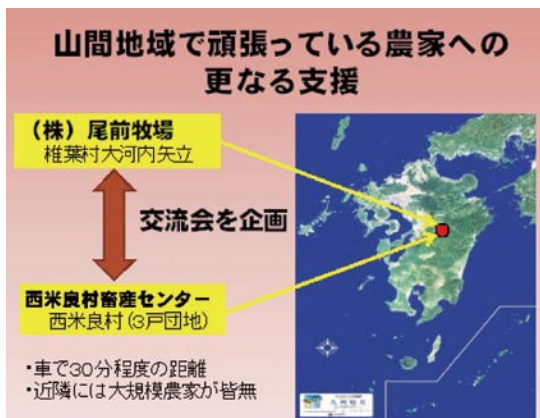 山間地域で頑張っている農家への
更なる支援
（株）尾前牧場
椎葉村大河内矢立
交流会を企画
西米良村畜産センター
西米良村（3戸団地）
・車で30分程度の距離
・近隣には大規模農家が皆無